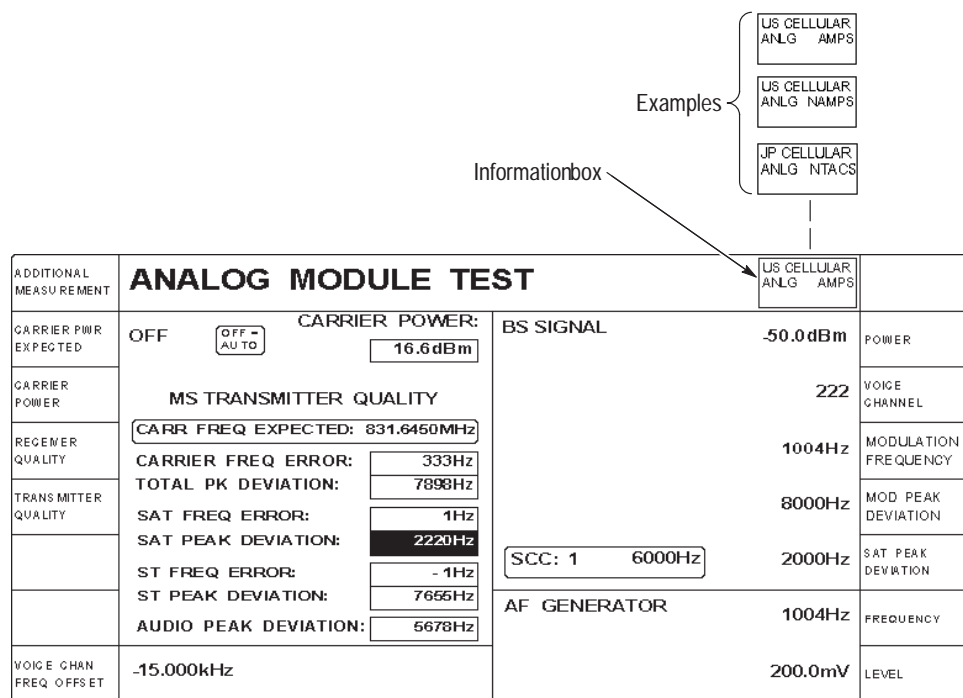 US CELLULAR
ANLG AMPS
Examples
US CELLULAR
ANLG NAMPS
JP CELLULAR
ANLG NTACS
Informationbox
ADDITIONAL
MEASUREMENT
ANALOG MODULE TEST
US CELLULAR
ANLG AMPS
CARRIER PWR
EXPECTED
OFF
OFF =
AUTO
CARRIER POWER:
16.6dBm
BS SIGNAL
-50.0dBm
POWER
CARRIER
POWER
MS TRANSMITTER QUALITY
222
VOICE
CHANNEL
CARR FREQ EXPECTED: 831.6450MHz
RECEIVER
QUALITY
CARRIER FREQ ERROR: 333Hz
TOTAL PK DEVIATION: 7898Hz
1004Hz
MODULATION
FREQUENCY
TRANSMITTER
QUALITY
SAT FREQ ERROR: 1Hz
SAT PEAK DEVIATION: 2220Hz
8000Hz
MOD PEAK
DEVIATION
ST FREQ ERROR: - 1Hz
ST PEAK DEVIATION: 7655Hz
SCC: 1 6000Hz
2000Hz
SAT PEAK
DEVIATION
AUDIO PEAK DEVIATION: 5678Hz
AF GENERATOR
1004Hz
FREQUENCY
VOICE CHAN
FREQ OFFSET
-15.000kHz
200.0mV
LEVEL